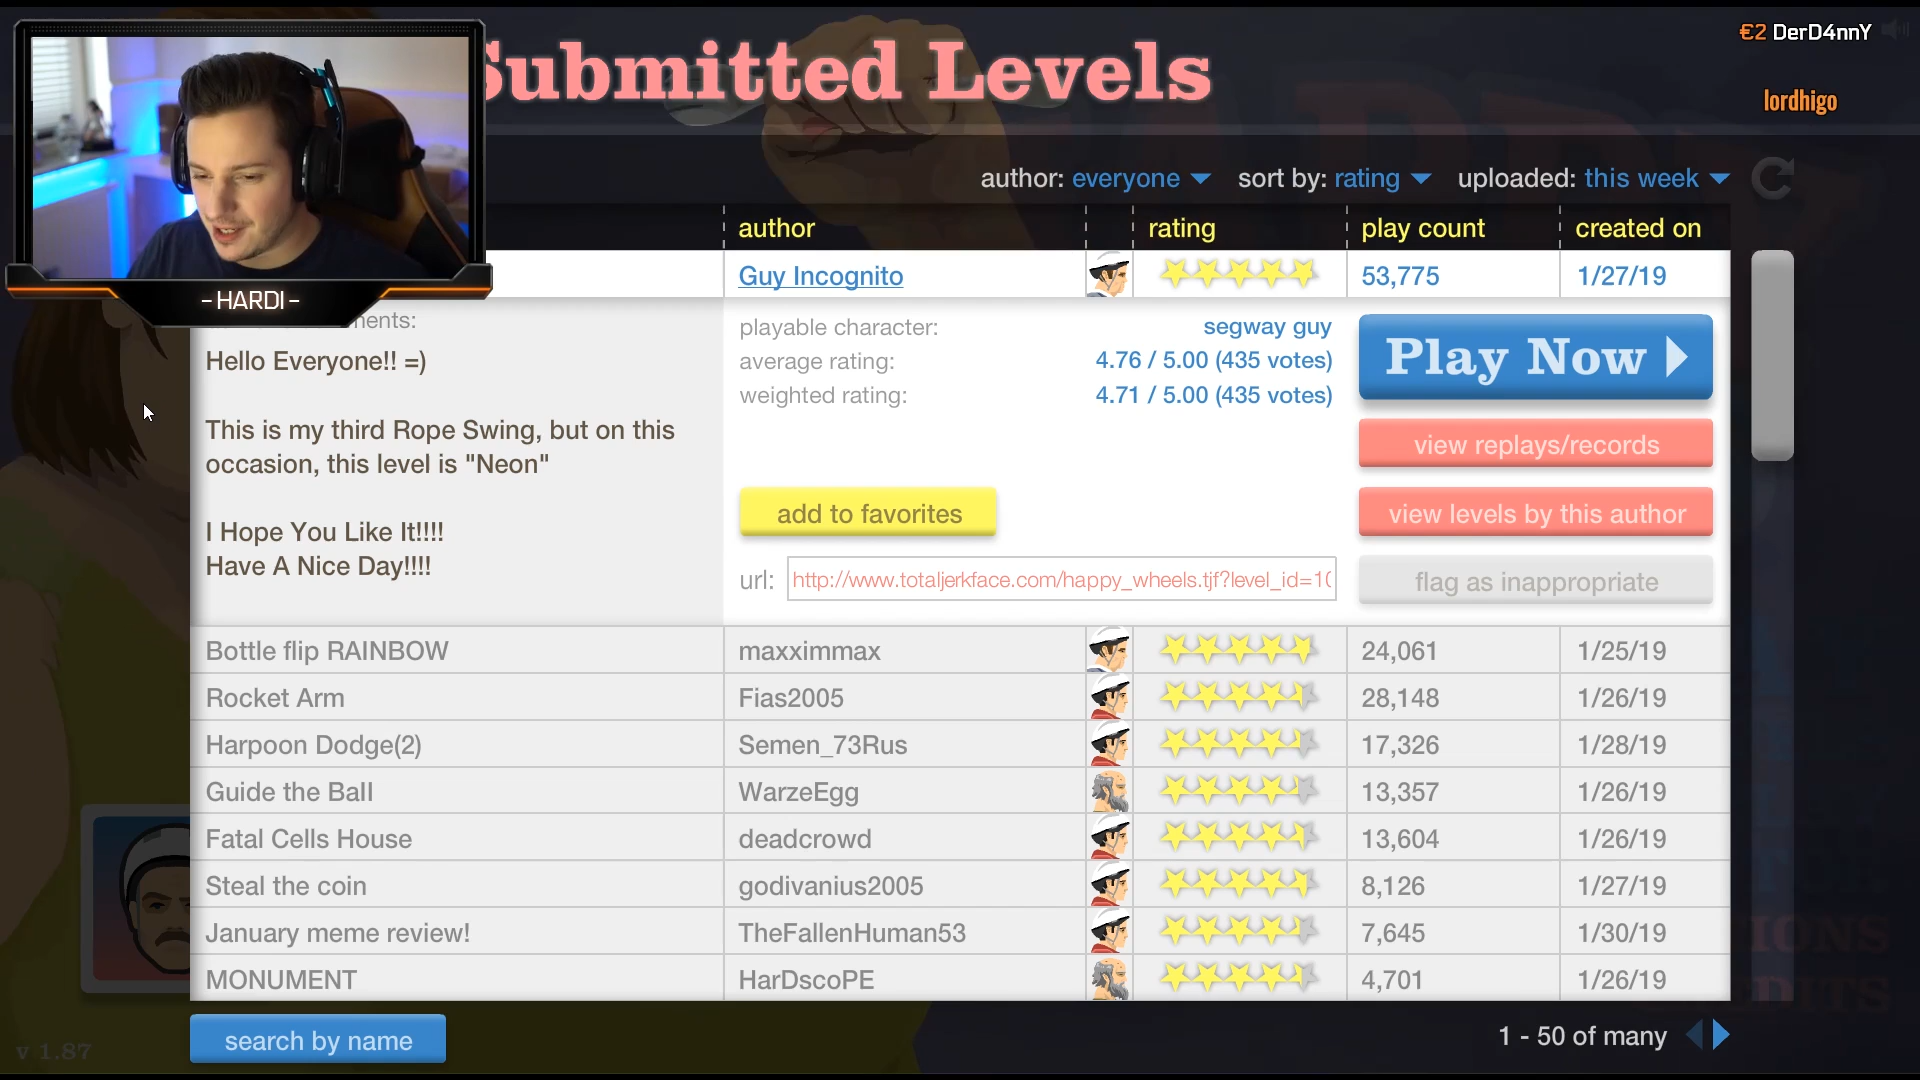 Submitted Levels
€2 DerD4nnY
lordhigo
author: everyone sort by: rating uploaded: this week
author rating play count created on
Guy Incognito 53,775 1/27/19
- HARDI -
ments:
Hello Everyone!! =)
This is my third Rope Swing, but on this
occasion, this level is "Neon"
I Hope You Like It!!!!
Have A Nice Day!!!!
playable character: segway guy
average rating: 4.76 / 5.00 (435 votes)
weighted rating: 4.71 / 5.00 (435 votes)
add to favorites
url: http://www.totaljerkface.com/happy_wheels.tjf?level_id=10
Play Now
view replays/records
view levels by this author
flag as inappropriate
Bottle flip RAINBOW maxximmax 24,061 1/25/19
Rocket Arm Fias2005 28,148 1/26/19
Harpoon Dodge(2) Semen_73Rus 17,326 1/28/19
Guide the Ball WarzeEgg 13,357 1/26/19
Fatal Cells House deadcrowd 13,604 1/26/19
Steal the coin godivanius2005 8,126 1/27/19
January meme review! TheFallenHuman53 7,645 1/30/19
MONUMENT HarDscoPE 4,701 1/26/19
search by name
1 - 50 of many
v 1.87